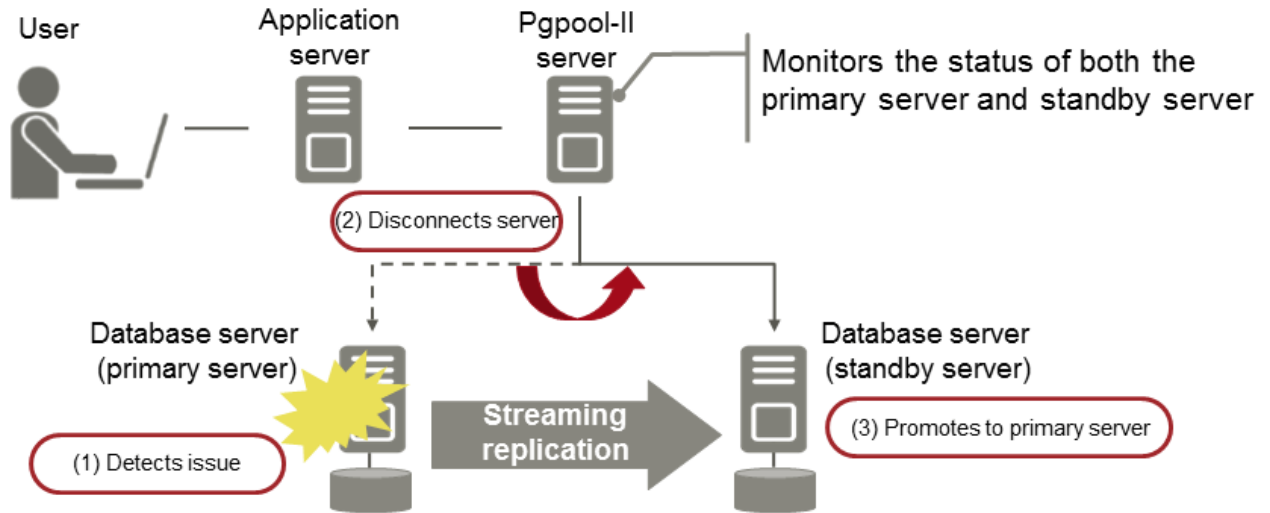 User
Application
server
Pgpool-II
server
Monitors the status of both the
primary server and standby server
(2) Disconnects server
Database server
(primary server)
Database server
(standby server)
Streaming
replication
(1) Detects issue
(3) Promotes to primary server